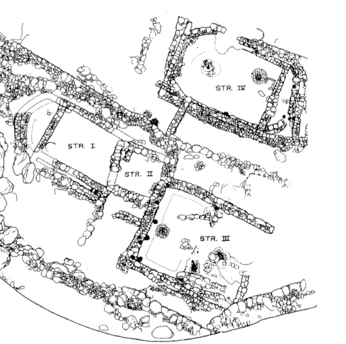 STR. IV
STR. I
STR. II
STR. III